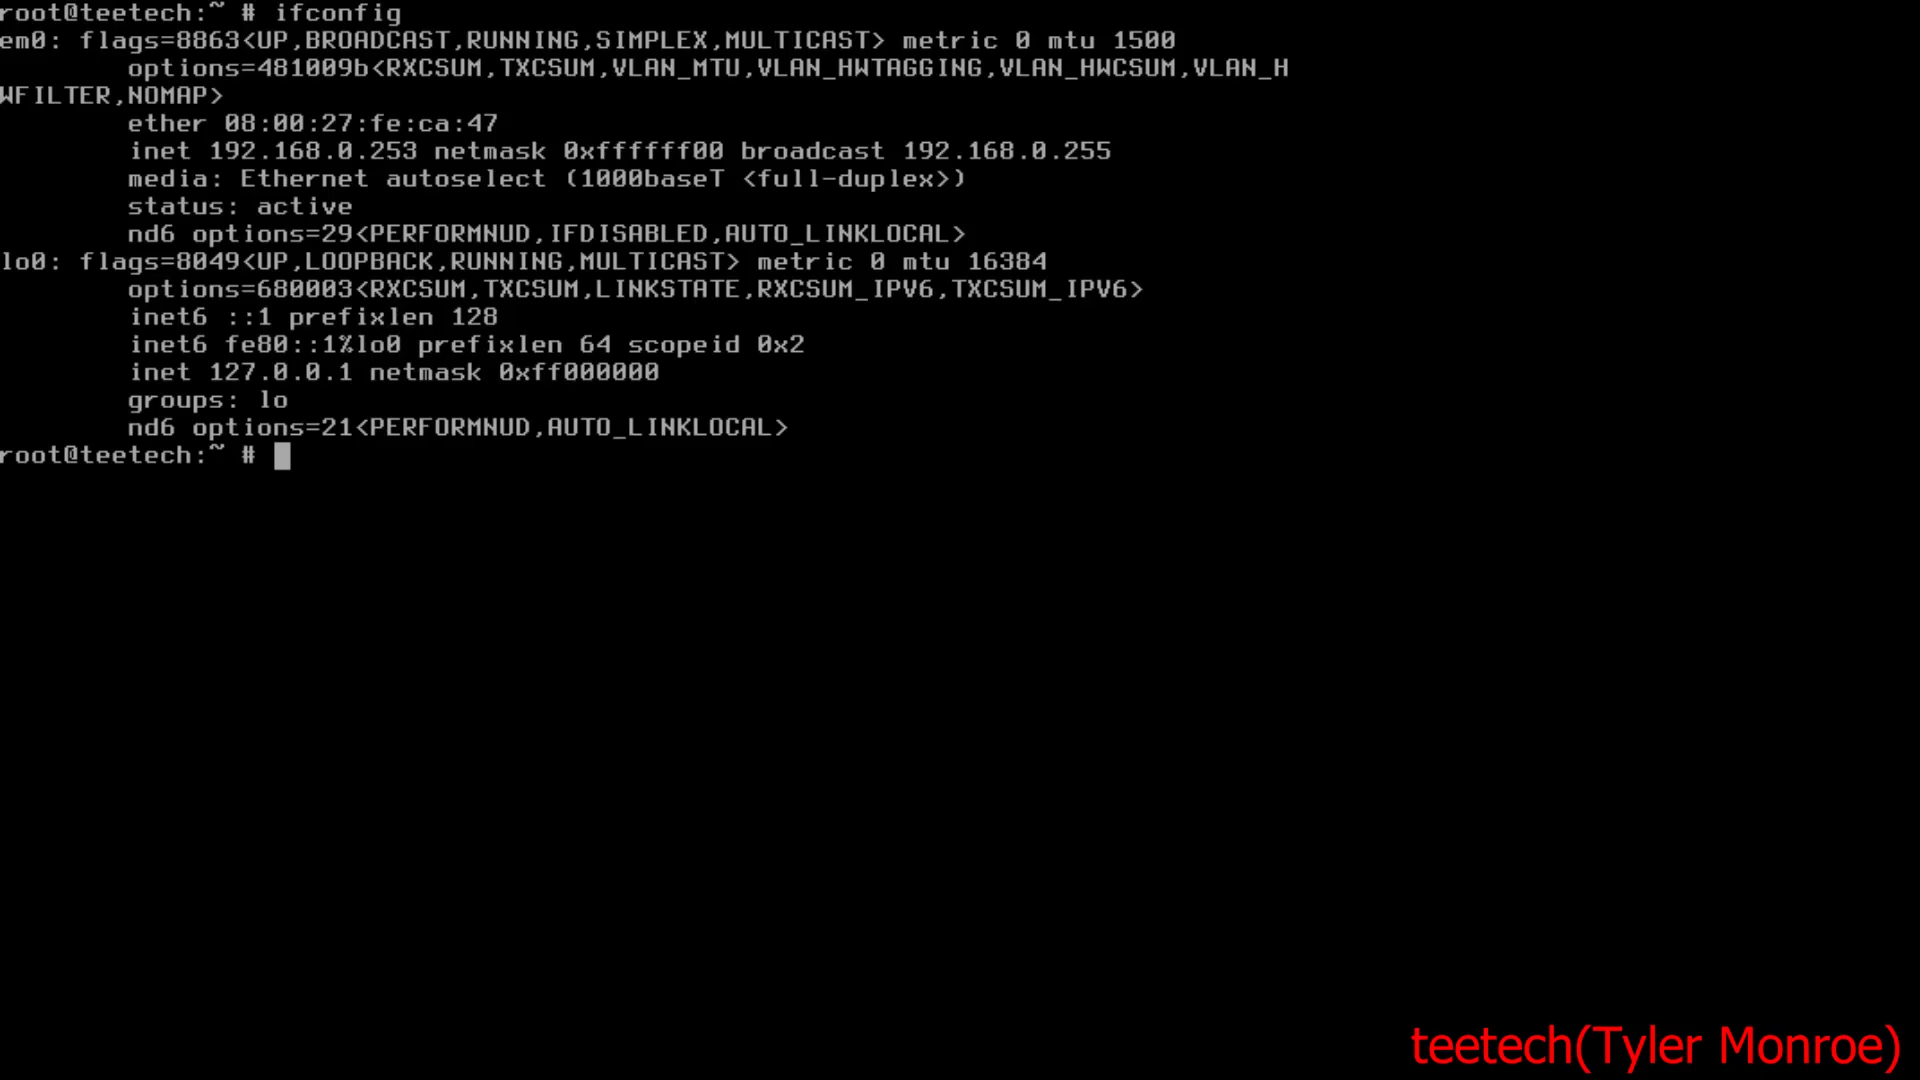 root@teetech:~ # ifconfig
em0: flags=8863<UP,BROADCAST,RUNNING,SIMPLEX,MULTICAST> metric 0 mtu 1500
        options=481009b<RXCSUM,TXCSUM,VLAN_MTU,VLAN_HWTAGGING,VLAN_HWCSUM,VLAN_H
WFILTER,NOMAP>
        ether 08:00:27:fe:ca:47
        inet 192.168.0.253 netmask 0xffffff00 broadcast 192.168.0.255
        media: Ethernet autoselect (1000baseT <full-duplex>)
        status: active
        nd6 options=29<PERFORMNUD,IFDISABLED,AUTO_LINKLOCAL>
lo0: flags=8049<UP,LOOPBACK,RUNNING,MULTICAST> metric 0 mtu 16384
        options=680003<RXCSUM,TXCSUM,LINKSTATE,RXCSUM_IPV6,TXCSUM_IPV6>
        inet6 ::1 prefixlen 128
        inet6 fe80::1%lo0 prefixlen 64 scopeid 0x2
        inet 127.0.0.1 netmask 0xff000000
        groups: lo
        nd6 options=21<PERFORMNUD,AUTO_LINKLOCAL>
root@teetech:~ #
teetech(Tyler Monroe)